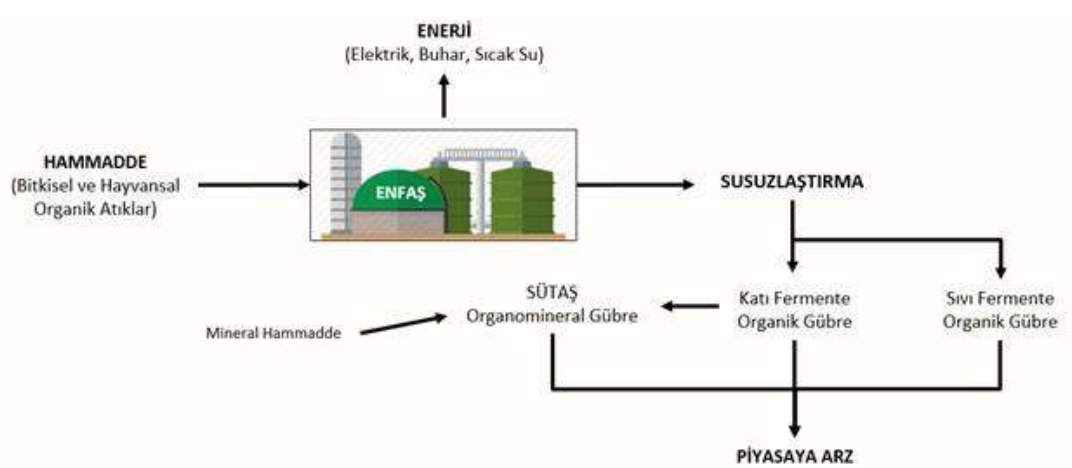 ENERJİ
(Elektrik, Buhar, Sıcak Su)
HAMMADDE
(Bitkisel ve Hayvansal
Organik Atıklar)
ENFAŞ
SUSUZLAŞTIRMA
SÜTAŞ
Organomineral Gübre
Mineral Hammadde
Katı Fermente
Organik Gübre
Sıvı Fermente
Organik Gübre
PİYASAYA ARZ